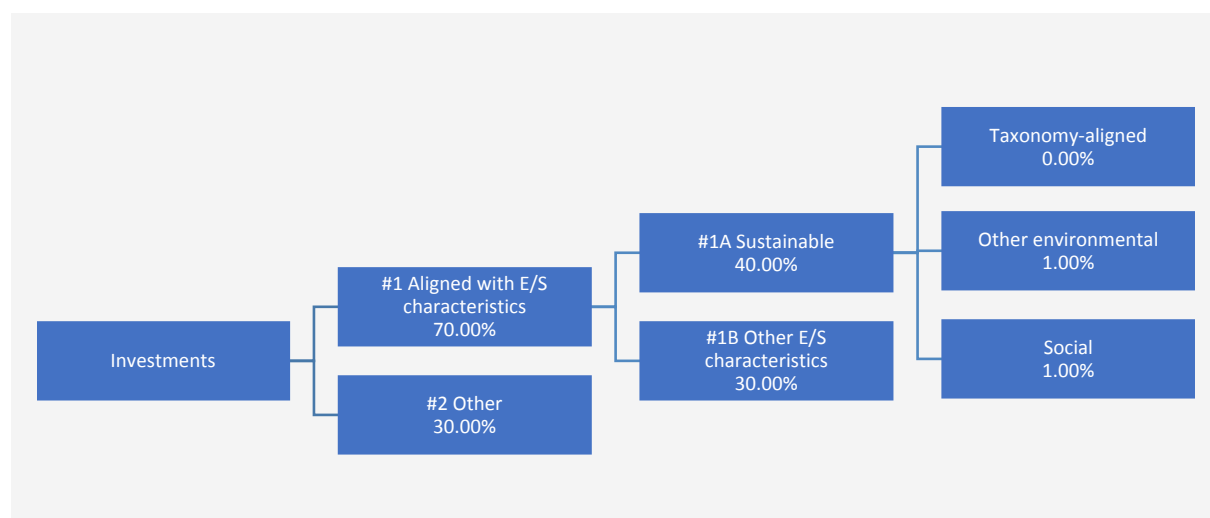 Investments
#1 Aligned with E/S
characteristics
70.00%
#2 Other
30.00%
#1A Sustainable
40.00%
#1B Other E/S
characteristics
30.00%
Taxonomy-aligned
0.00%
Other environmental
1.00%
Social
1.00%